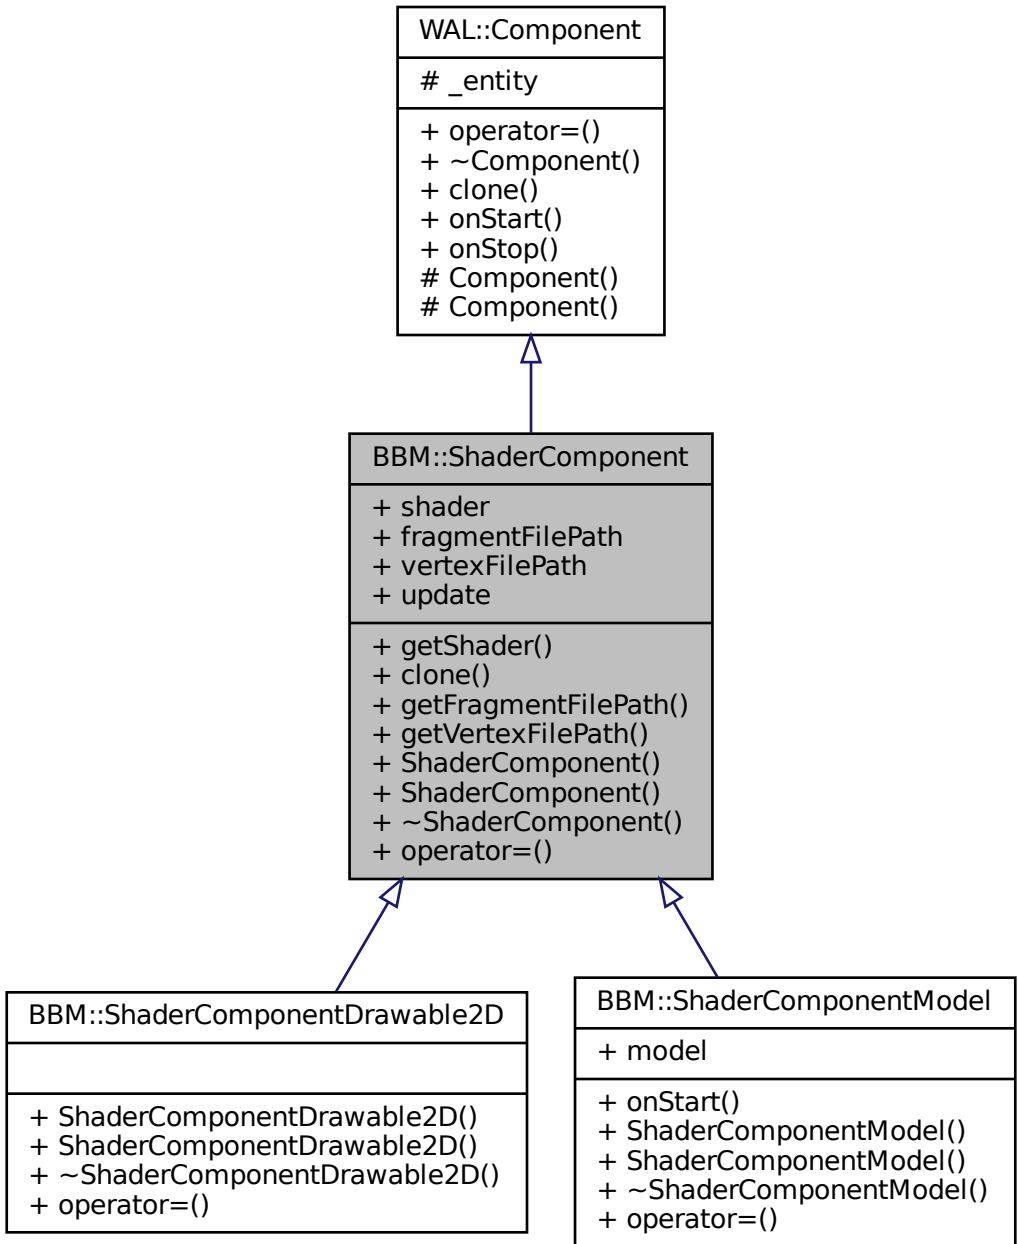 WAL::Component
# _entity
+ operator=()
+ ~Component()
+ clone()
+ onStart()
+ onStop()
# Component()
# Component()
BBM::ShaderComponent
+ shader
+ fragmentFilePath
+ vertexFilePath
+ update
+ getShader()
+ clone()
+ getFragmentFilePath()
+ getVertexFilePath()
+ ShaderComponent()
+ ShaderComponent()
+ ~ShaderComponent()
+ operator=()
BBM::ShaderComponentDrawable2D
+ ShaderComponentDrawable2D()
+ ShaderComponentDrawable2D()
+ ~ShaderComponentDrawable2D()
+ operator=()
BBM::ShaderComponentModel
+ model
+ onStart()
+ ShaderComponentModel()
+ ShaderComponentModel()
+ ~ShaderComponentModel()
+ operator=()